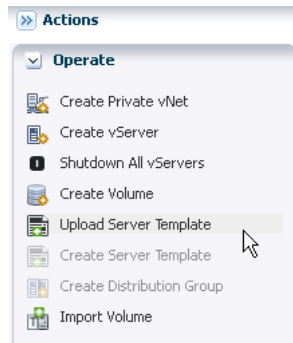 Actions
Operate
Create Private vNet
Create vServer
Shutdown All vServers
Create Volume
Upload Server Template
Create Server Template
Create Distribution Group
Import Volume